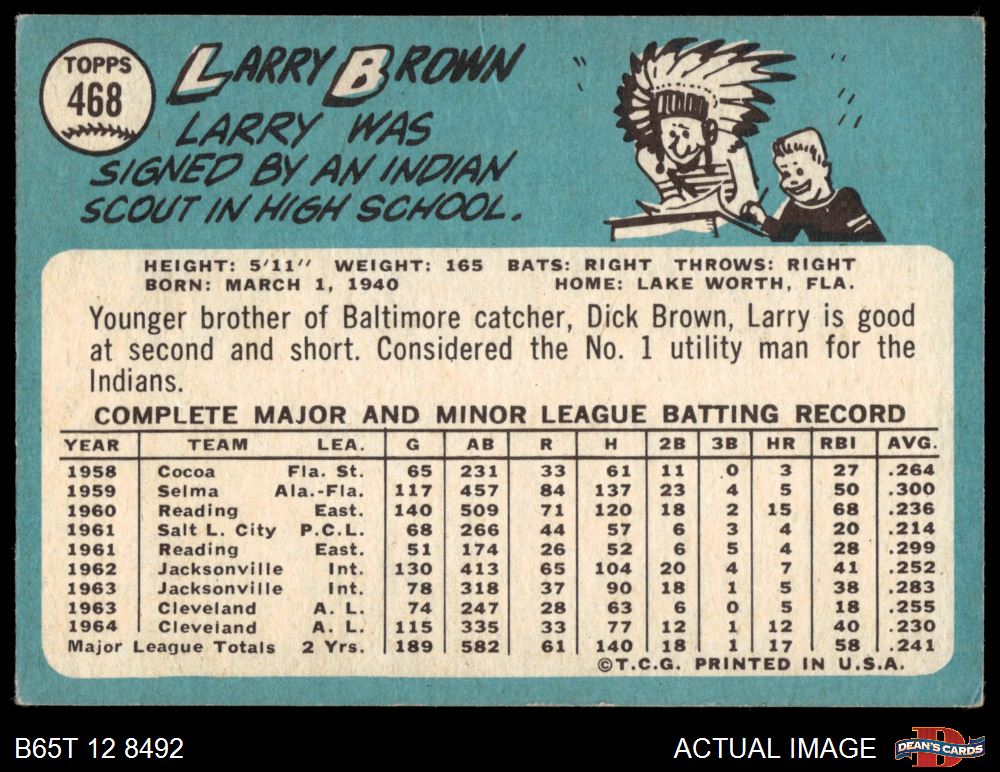 TOPPS
468
LARRY BROWN
LARRY WAS
SIGNED BY AN INDIAN
SCOUT IN HIGH SCHOOL.
HEIGHT: 5'11" WEIGHT: 165 BATS: RIGHT THROWS: RIGHT
BORN: MARCH 1, 1940 HOME: LAKE WORTH, FLA.
Younger brother of Baltimore catcher, Dick Brown, Larry is good
at second and short. Considered the No. 1 utility man for the
Indians.
COMPLETE MAJOR AND MINOR LEAGUE BATTING RECORD
YEAR TEAM LEA. G AB R H 2B 3B HR RBI AVG.
1958 Cocoa Fla. St. 65 231 33 61 11 0 3 27 .264
1959 Selma Ala.-Fla. 117 457 84 137 23 4 5 50 .300
1960 Reading East. 140 509 71 120 18 2 15 68 .236
1961 Salt L. City P.C.L. 68 266 44 57 6 3 4 20 .214
1961 Reading East. 51 174 26 52 6 5 4 28 .299
1962 Jacksonville Int. 130 413 65 104 20 4 7 41 .252
1963 Jacksonville Int. 78 318 37 90 18 1 5 38 .283
1963 Cleveland A. L. 74 247 28 63 6 0 5 18 .255
1964 Cleveland A. L. 115 335 33 77 12 1 12 40 .230
Major League Totals 2 Yrs. 189 582 61 140 18 1 17 58 .241
©T.C.G. PRINTED IN U.S.A.
B65T 12 8492 ACTUAL IMAGE
D
DEAN'S CARDS